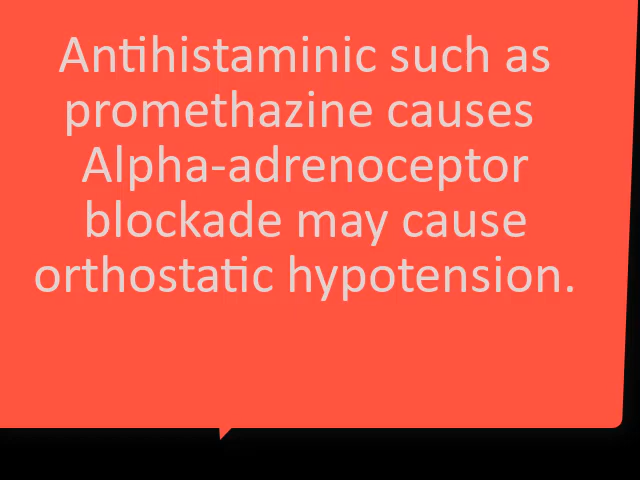 Antihistaminic such as
promethazine causes
Alpha-adrenoceptor
blockade may cause
orthostatic hypotension.